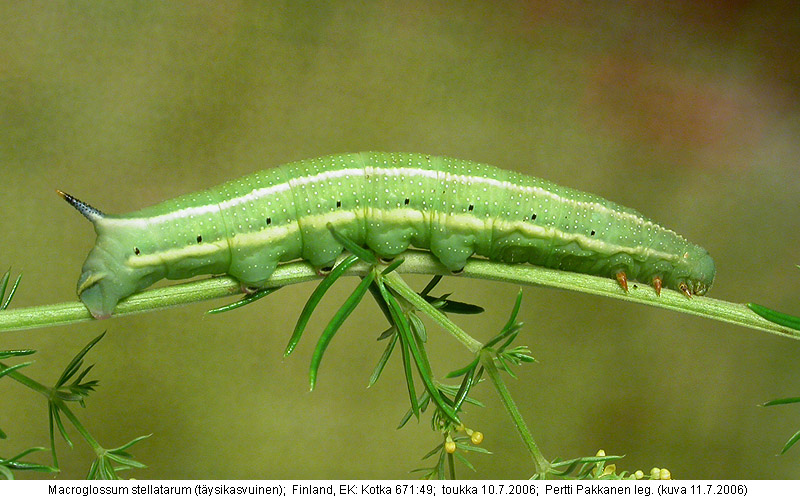 Macroglossum stellatarum (täysikasvuinen); Finland, EK: Kotka 671:49; toukka 10.7.2006; Pertti Pakkanen leg. (kuva 11.7.2006)